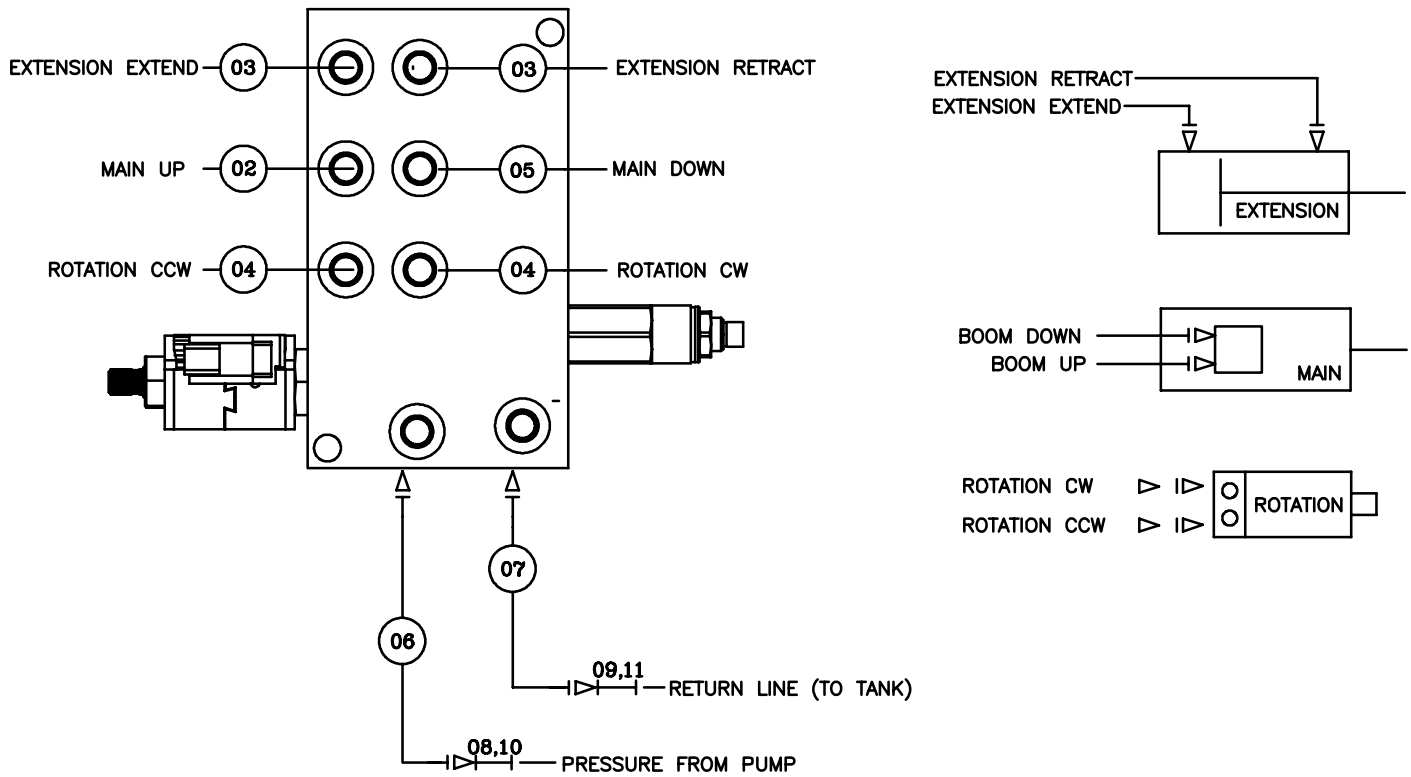 EXTENSION EXTEND 03 03 EXTENSION RETRACT
MAIN UP 02 05 MAIN DOWN
ROTATION CCW 04 04 ROTATION CW
07
06
09,11
RETURN LINE (TO TANK)
08,10
PRESSURE FROM PUMP
EXTENSION RETRACT
EXTENSION EXTEND
EXTENSION
BOOM DOWN
BOOM UP
MAIN
ROTATION CW
ROTATION CCW
ROTATION